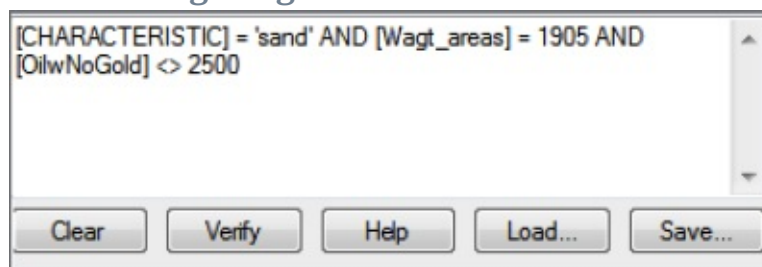 [CHARACTERISTIC] = 'sand' AND [Wagt_areas] = 1905 AND
[OilwNoGold] <> 2500
Clear Verify Help Load... Save...